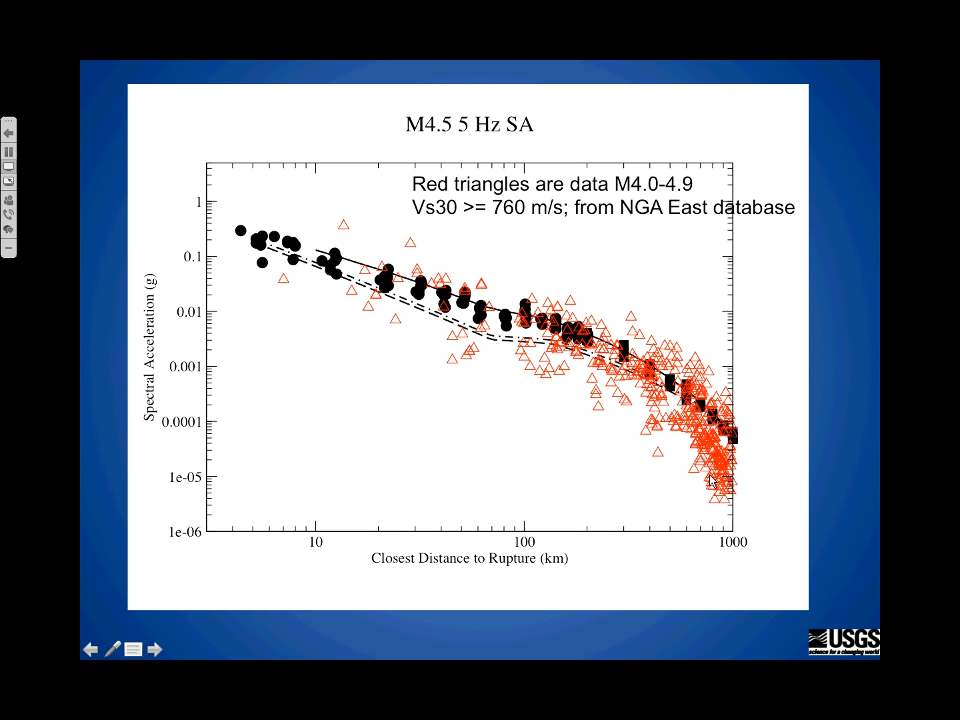 M4.5 5 Hz SA
Red triangles are data M4.0-4.9
Vs30 >= 760 m/s; from NGA East database
1
0.1
0.01
0.001
0.0001
1e-05
1e-06
Spectral Acceleration (g)
10 100 1000
Closest Distance to Rupture (km)
USGS
science for a changing world